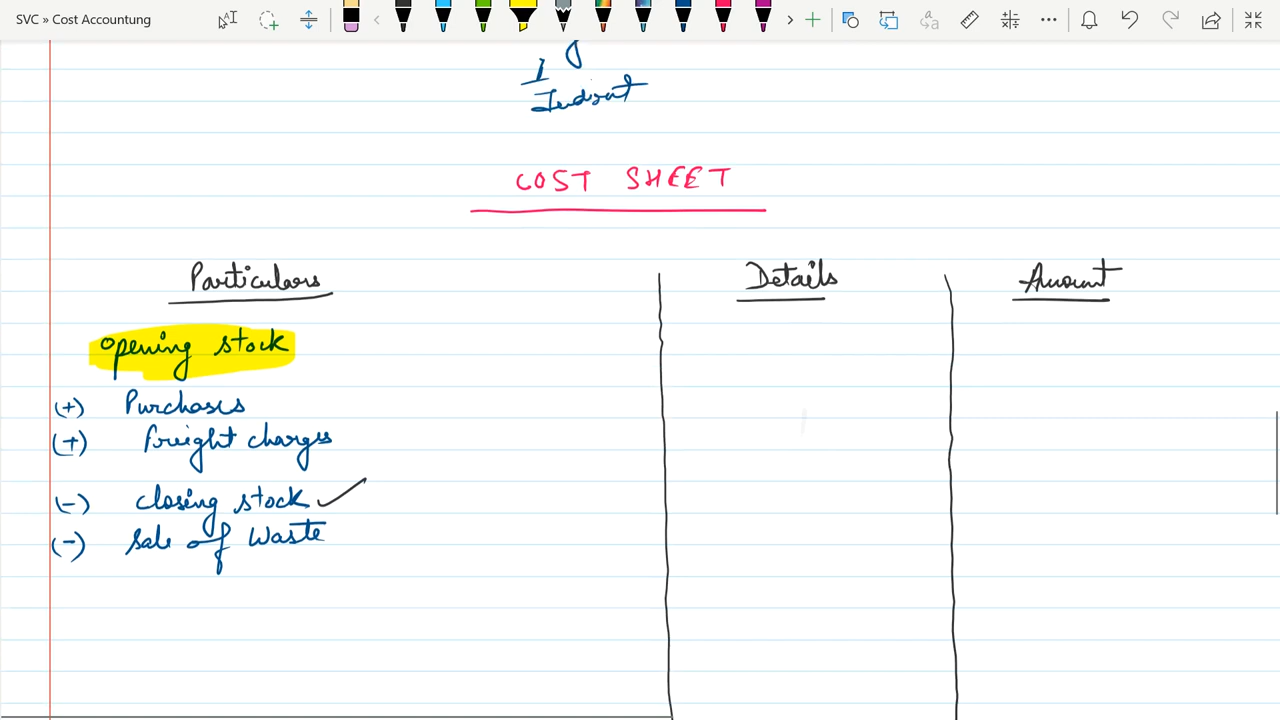 SVC » Cost Accountung
Indirect
COST SHEET
Particulars Details Amount
Opening stock
(+) Purchases
(+) Freight charges
(-) closing stock ✓
(-) Sale of Waste